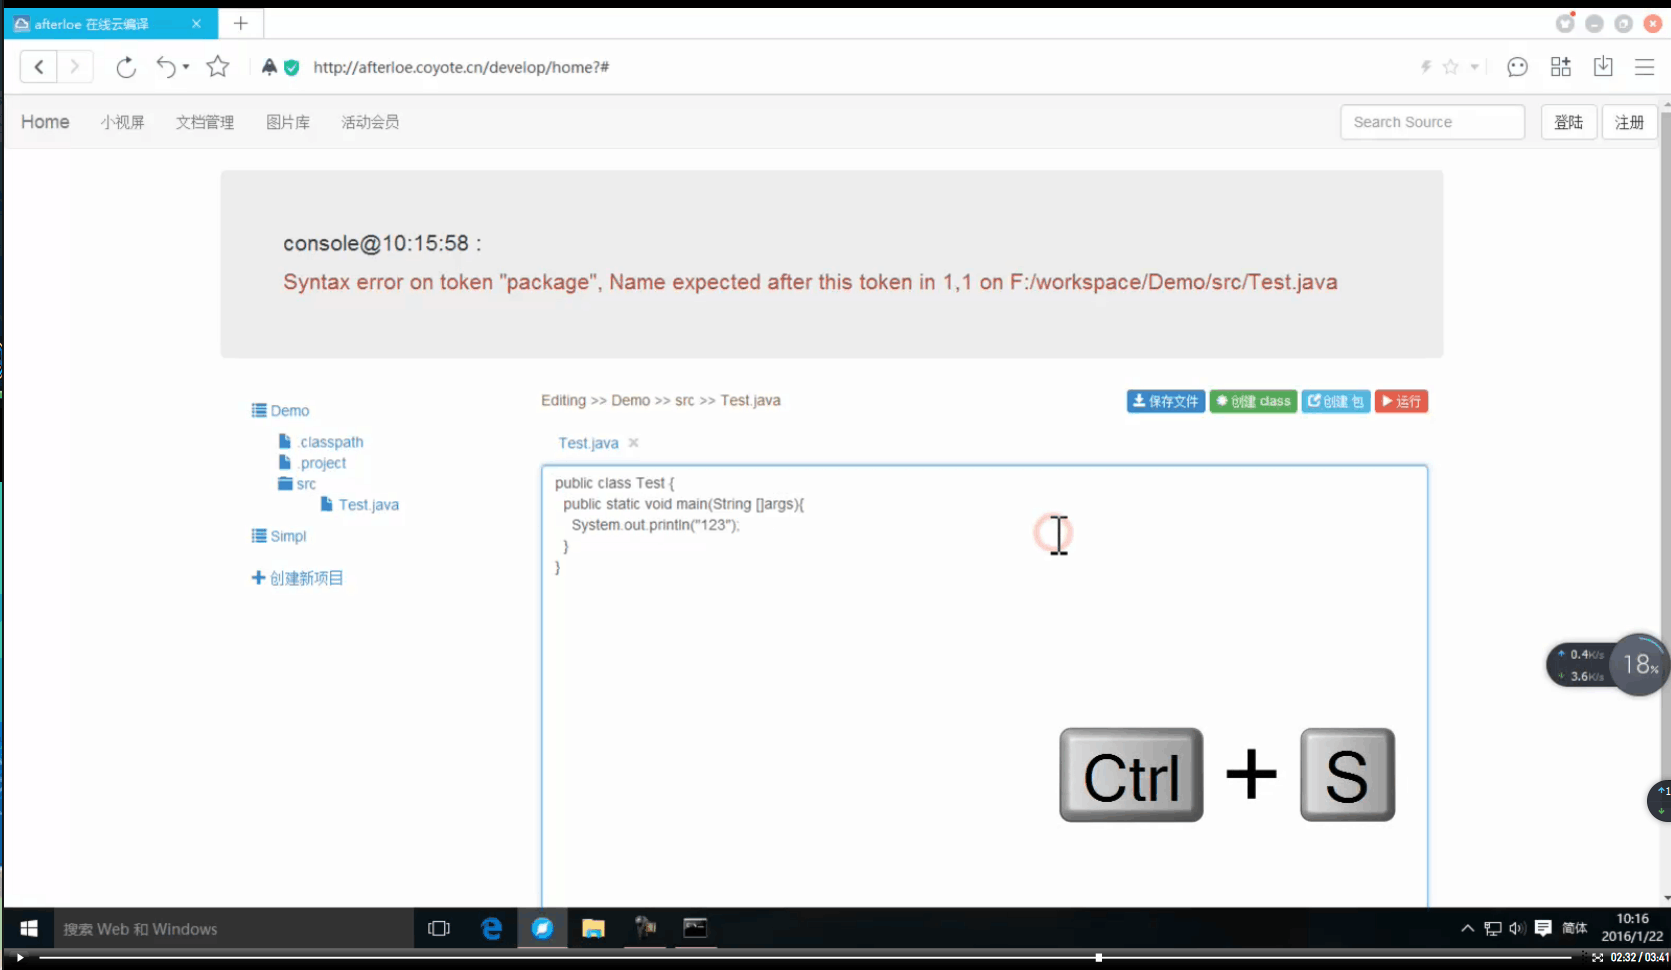 afterloe 在线云编译
http://afterloe.coyote.cn/develop/home?#
Home 小视屏 文档管理 图片库 活动会员 Search Source 登陆 注册
console@10:15:58 :
Syntax error on token "package", Name expected after this token in 1,1 on F:/workspace/Demo/src/Test.java
Editing >> Demo >> src >> Test.java 保存文件 创建 class 创建 包 运行
Demo
.classpath
.project
src
Test.java
Simpl
创建新项目
Test.java
public class Test {
public static void main(String []args){
System.out.println("123");
}
}
0.4K/s
3.6K/s
18%
1
Ctrl + S
搜索 Web 和 Windows
简体
10:16
2016/1/22
02:32 / 03:41